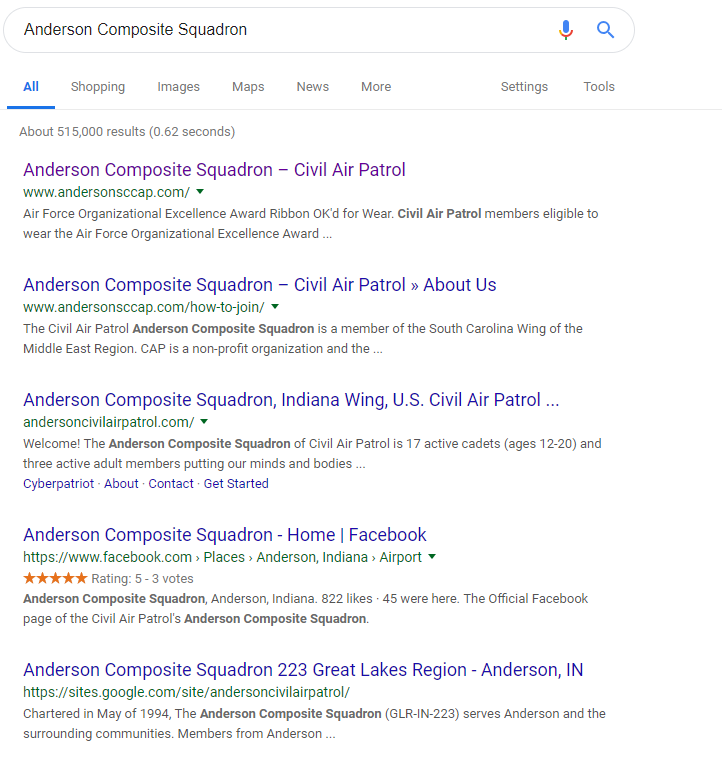 Anderson Composite Squadron
All Shopping Images Maps News More Settings Tools
About 515,000 results (0.62 seconds)
Anderson Composite Squadron – Civil Air Patrol
www.andersonsccap.com/
Air Force Organizational Excellence Award Ribbon OK'd for Wear. Civil Air Patrol members eligible to
wear the Air Force Organizational Excellence Award ...
Anderson Composite Squadron – Civil Air Patrol » About Us
www.andersonsccap.com/how-to-join/
The Civil Air Patrol Anderson Composite Squadron is a member of the South Carolina Wing of the
Middle East Region. CAP is a non-profit organization and the ...
Anderson Composite Squadron, Indiana Wing, U.S. Civil Air Patrol ...
andersoncivilairpatrol.com/
Welcome! The Anderson Composite Squadron of Civil Air Patrol is 17 active cadets (ages 12-20) and
three active adult members putting our minds and bodies ...
Cyberpatriot · About · Contact · Get Started
Anderson Composite Squadron - Home | Facebook
https://www.facebook.com › Places › Anderson, Indiana › Airport
Rating: 5 - 3 votes
Anderson Composite Squadron, Anderson, Indiana. 822 likes · 45 were here. The Official Facebook
page of the Civil Air Patrol's Anderson Composite Squadron.
Anderson Composite Squadron 223 Great Lakes Region - Anderson, IN
https://sites.google.com/site/andersoncivilairpatrol/
Chartered in May of 1994, The Anderson Composite Squadron (GLR-IN-223) serves Anderson and the
surrounding communities. Members from Anderson ...